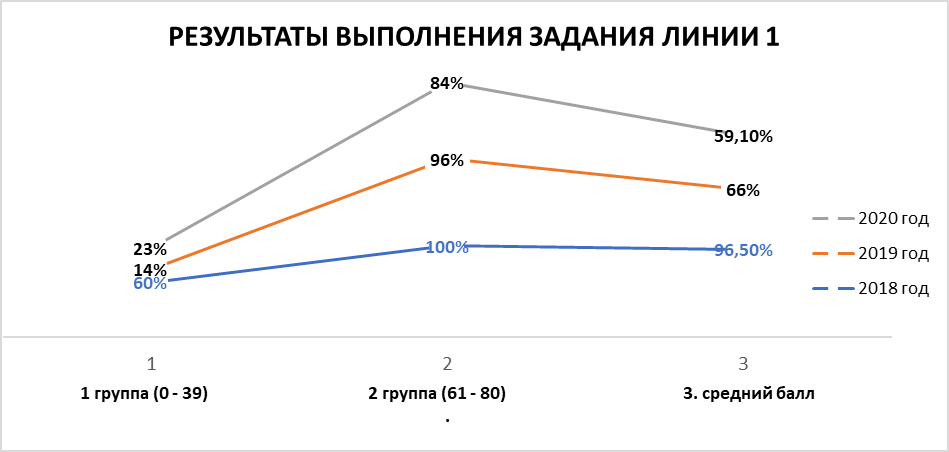 РЕЗУЛЬТАТЫ ВЫПОЛНЕНИЯ ЗАДАНИЯ ЛИНИИ 1
84%
59,10%
96%
66%
2020 год
23%
100%
96,50%
2019 год
14%
60%
2018 год
1 2 3
1 группа (0 - 39) 2 группа (61 - 80) 3. средний балл
.